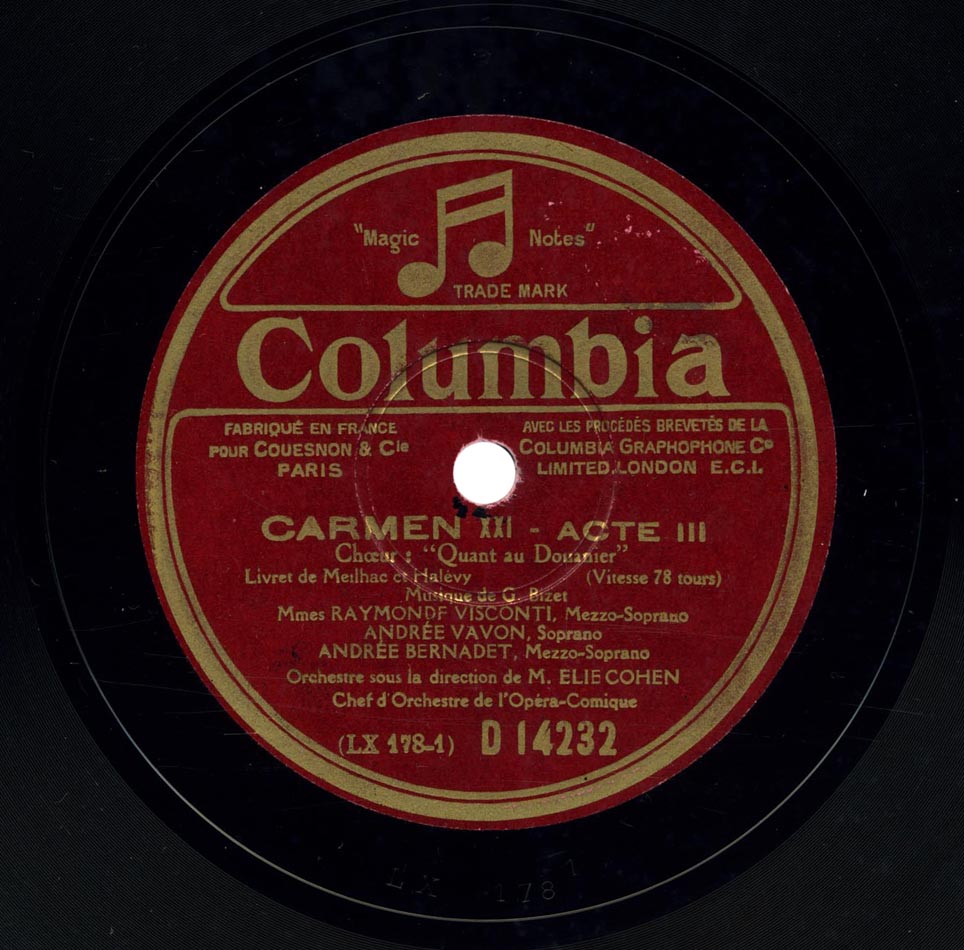 "Magic Notes"
TRADE MARK
Columbia
FABRIQUÉ EN FRANCE
POUR COUESNON & Cie
PARIS
AVEC LES PROCÉDÉS BREVETÉS DE LA
COLUMBIA GRAPHOPHONE Co
LIMITED, LONDON E.C.I.
CARMEN XXI - ACTE III
Chœur : "Quant au Douanier"
Livret de Meilhac et Halévy (Vitesse 78 tours)
Musique de G. Bizet
Mmes RAYMONDE VISCONTI, Mezzo-Soprano
ANDRÉE VAVON, Soprano
ANDRÉE BERNADET, Mezzo-Soprano
Orchestre sous la direction de M. ELIE COHEN
Chef d'Orchestre de l'Opéra-Comique
(LX 178-1) D 14232
LX 178 1